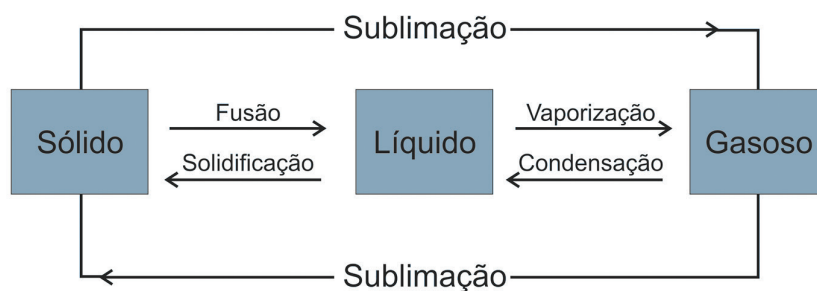 Sublimação
Sólido
Fusão
Solidificação
Líquido
Vaporização
Condensação
Gasoso
Sublimação